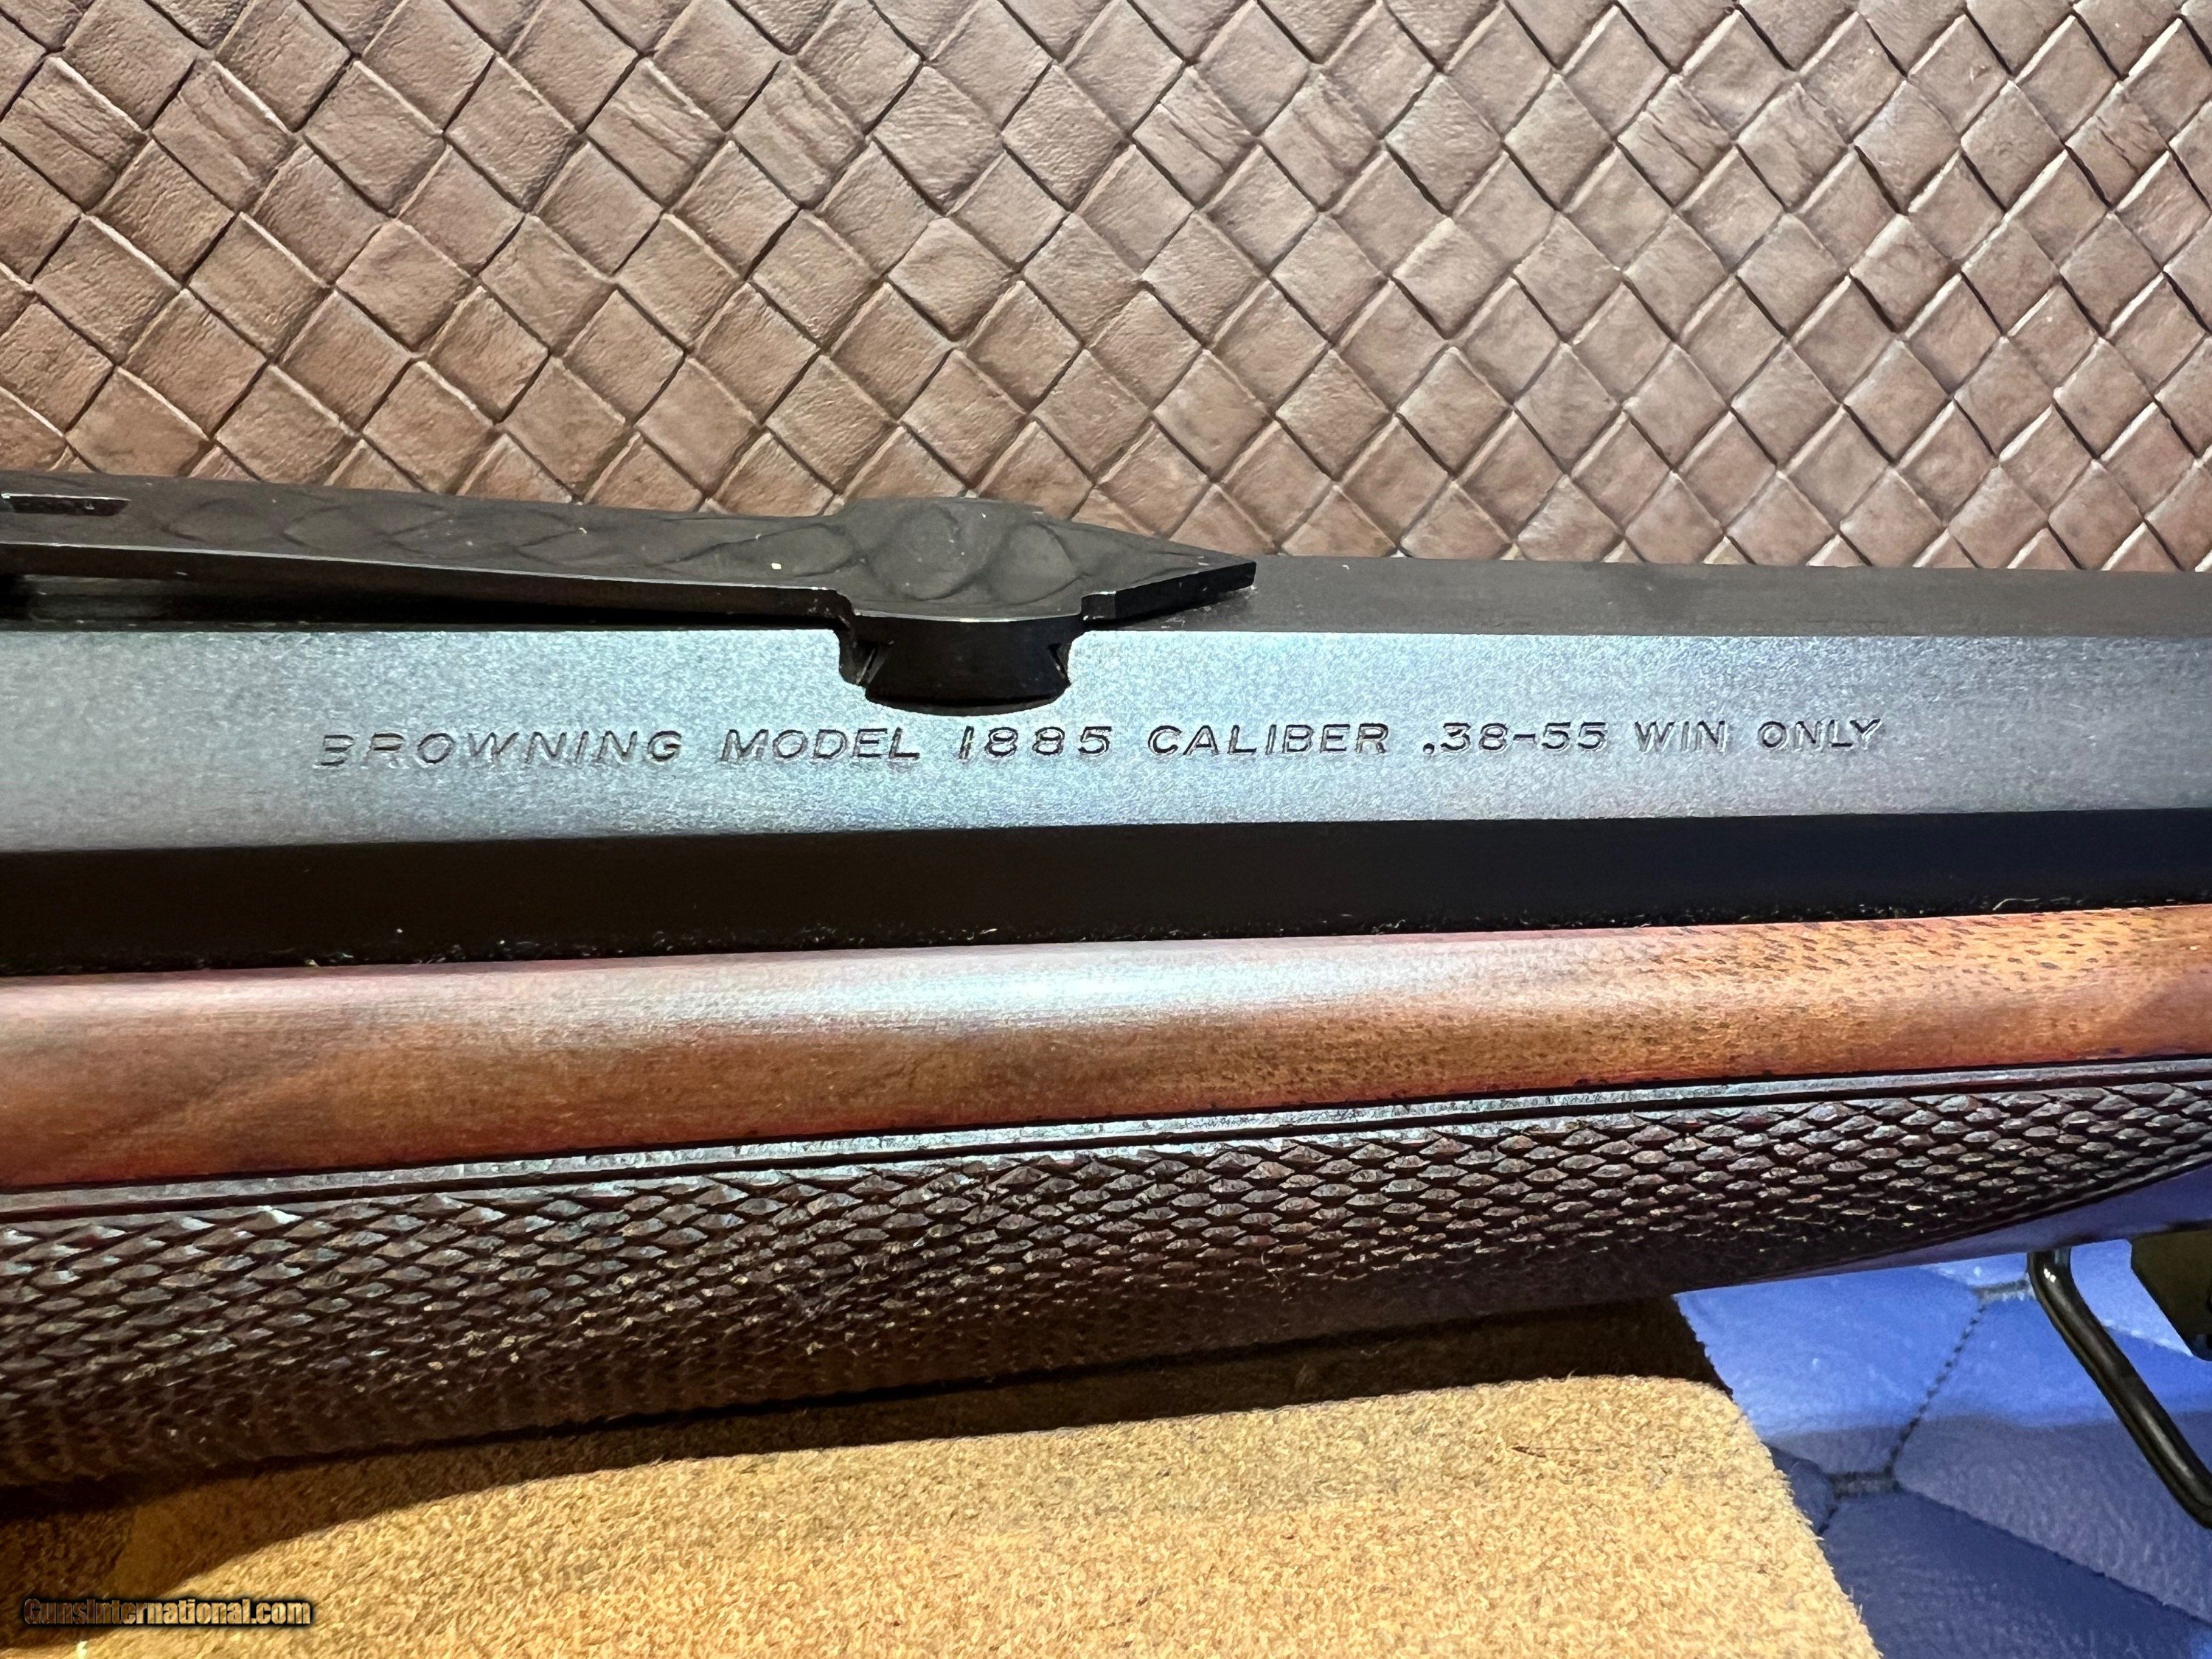 BROWNING MODEL 1885 CALIBER .38-55 WIN ONLY
GunsInternational.com